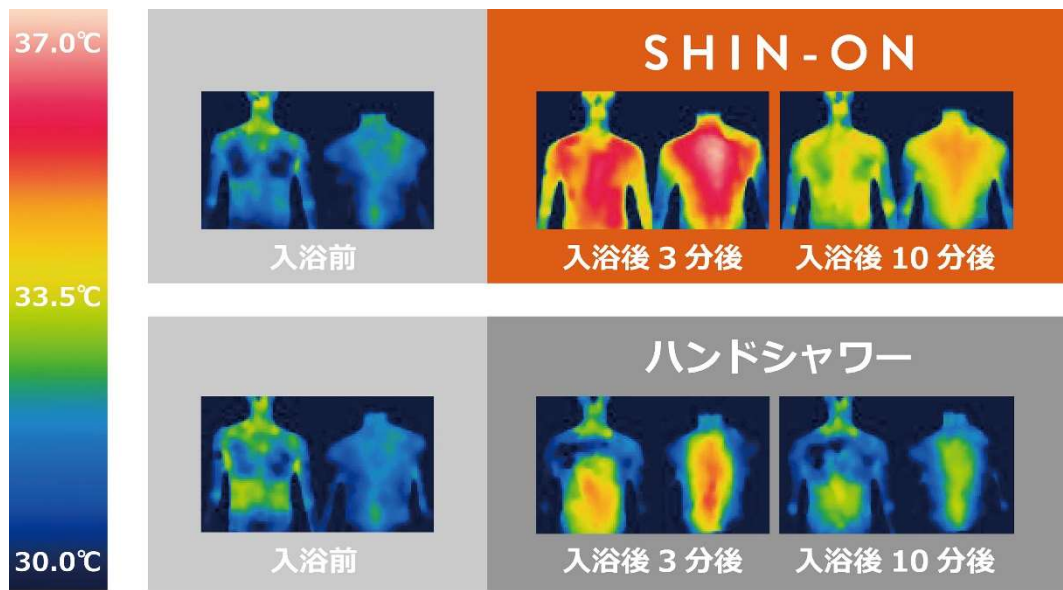 37.0℃
33.5℃
30.0℃
SHIN-ON
入浴前
入浴後 3 分後
入浴後 10 分後
ハンドシャワー
入浴前
入浴後 3 分後
入浴後 10 分後